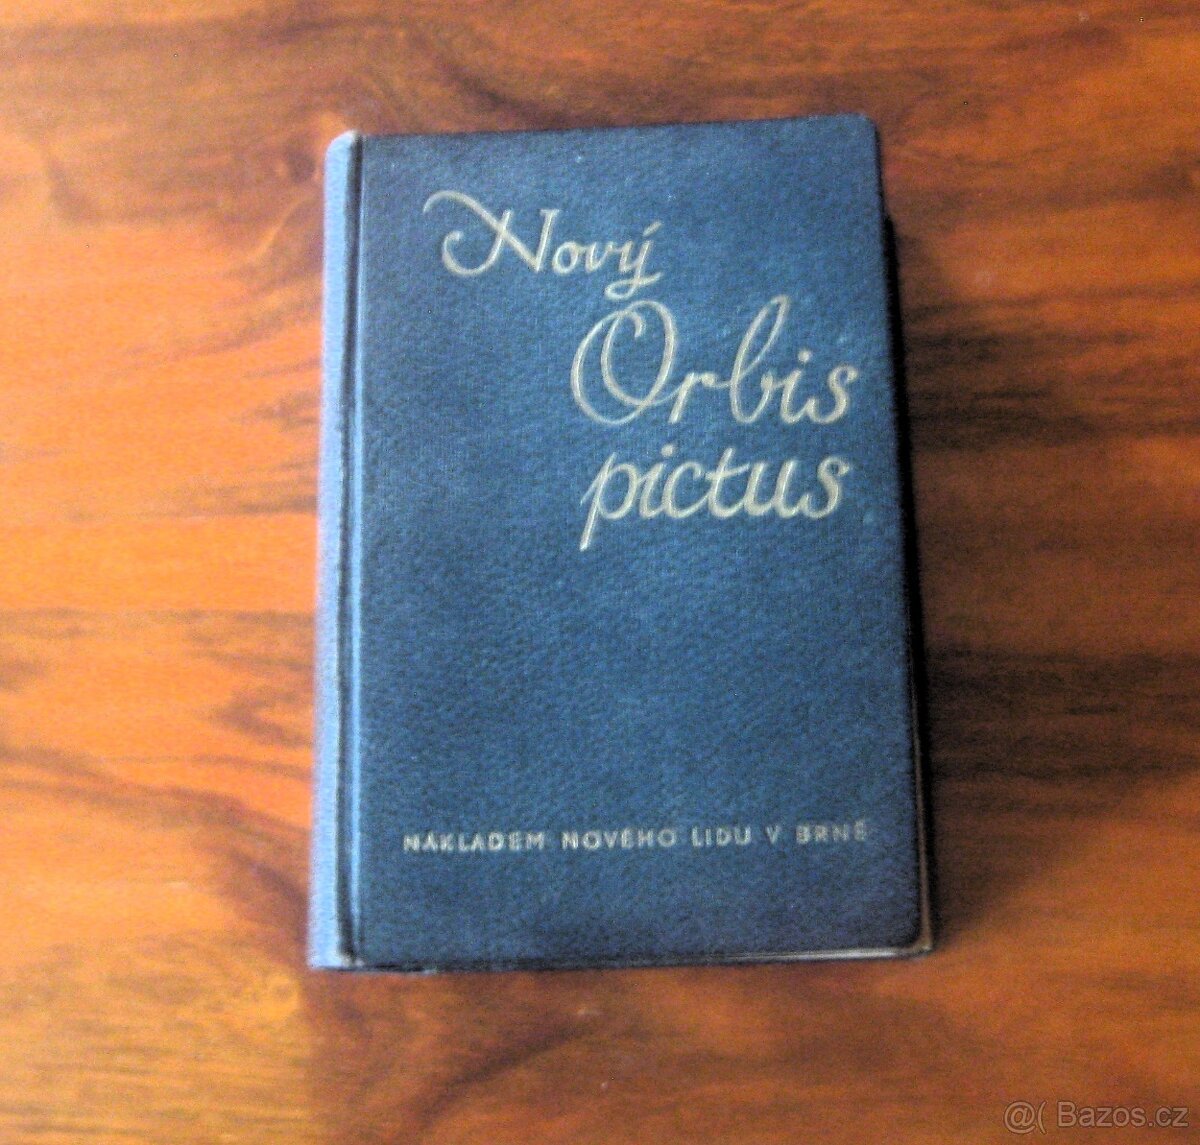 Nový
Orbis
pictus
NÁKLADEM NOVÉHO LIDU V BRNĚ
@( Bazos.cz